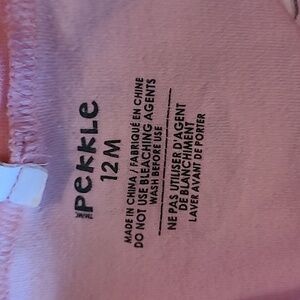 pekkle
12M
MADE IN CHINA / FABRIQUÉ EN CHINE
DO NOT USE BLEACHING AGENTS
WASH BEFORE USE
NE PAS UTILISER D'AGENT
DE BLANCHIMENT
LAVER AVANT DE PORTER